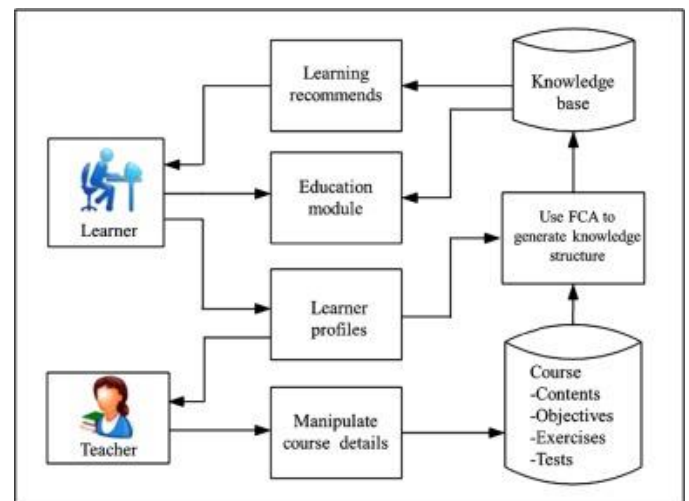 Learning
recommends
Knowledge
base
Learner
Education
module
Use FCA to
generate knowledge
structure
Learner
profiles
Teacher
Manipulate
course details
Course
-Contents
-Objectives
-Exercises
-Tests